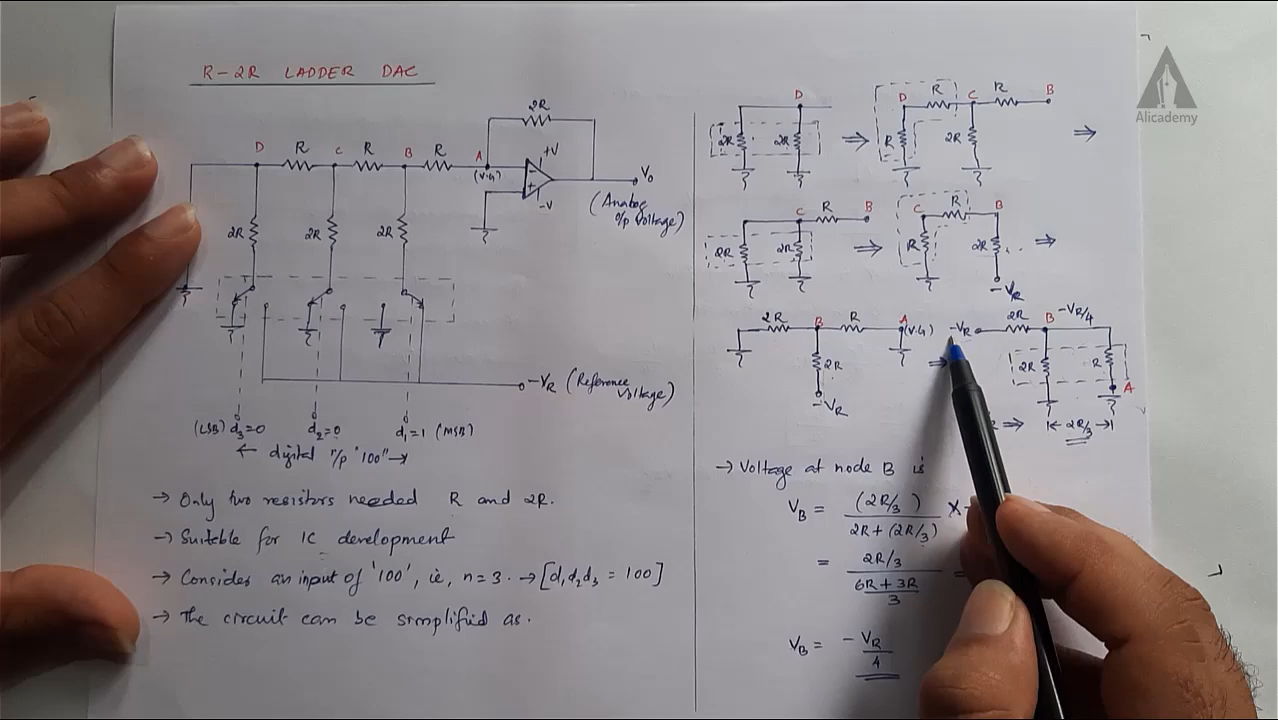 R-2R LADDER DAC
Alicademy
2R
D R C R B R A
(V.G)
+V
-V
V₀
(Analog
o/p voltage)
2R 2R 2R
-VR (Reference
voltage)
(LSB) d₃=0 d₂=0 d₁=1 (MSB)
← digital i/p "100" →
→ Only two resistors needed R and 2R.
→ Suitable for IC development
→ Consider an input of '100', ie, n=3. → [d₁d₂d₃ = 100]
→ The circuit can be simplified as.
D
2R 2R
⇒
D R C R B
R 2R
⇒
C R B
2R 2R
⇒
C R B
R 2R
-VR
⇒
2R B R A
(V.G)
2R
-VR
⇒
-VR 2R B -VR/4
2R R
A
⇒ ← 2R/3 →
→ Voltage at node B is
VB = (2R/3) / 2R+(2R/3) ×
= 2R/3 / 6R+3R/3 =
VB = -VR/4